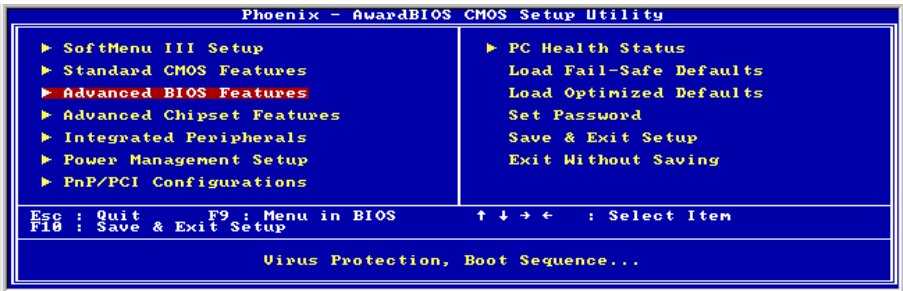 Phoenix - AwardBIOS CMOS Setup Utility
► SoftMenu III Setup
► Standard CMOS Features
► Advanced BIOS Features
► Advanced Chipset Features
► Integrated Peripherals
► Power Management Setup
► PnP/PCI Configurations
► PC Health Status
Load Fail-Safe Defaults
Load Optimized Defaults
Set Password
Save & Exit Setup
Exit Without Saving
Esc : Quit F9 : Menu in BIOS ↑ ↓ → ← : Select Item
F10 : Save & Exit Setup
Virus Protection, Boot Sequence...